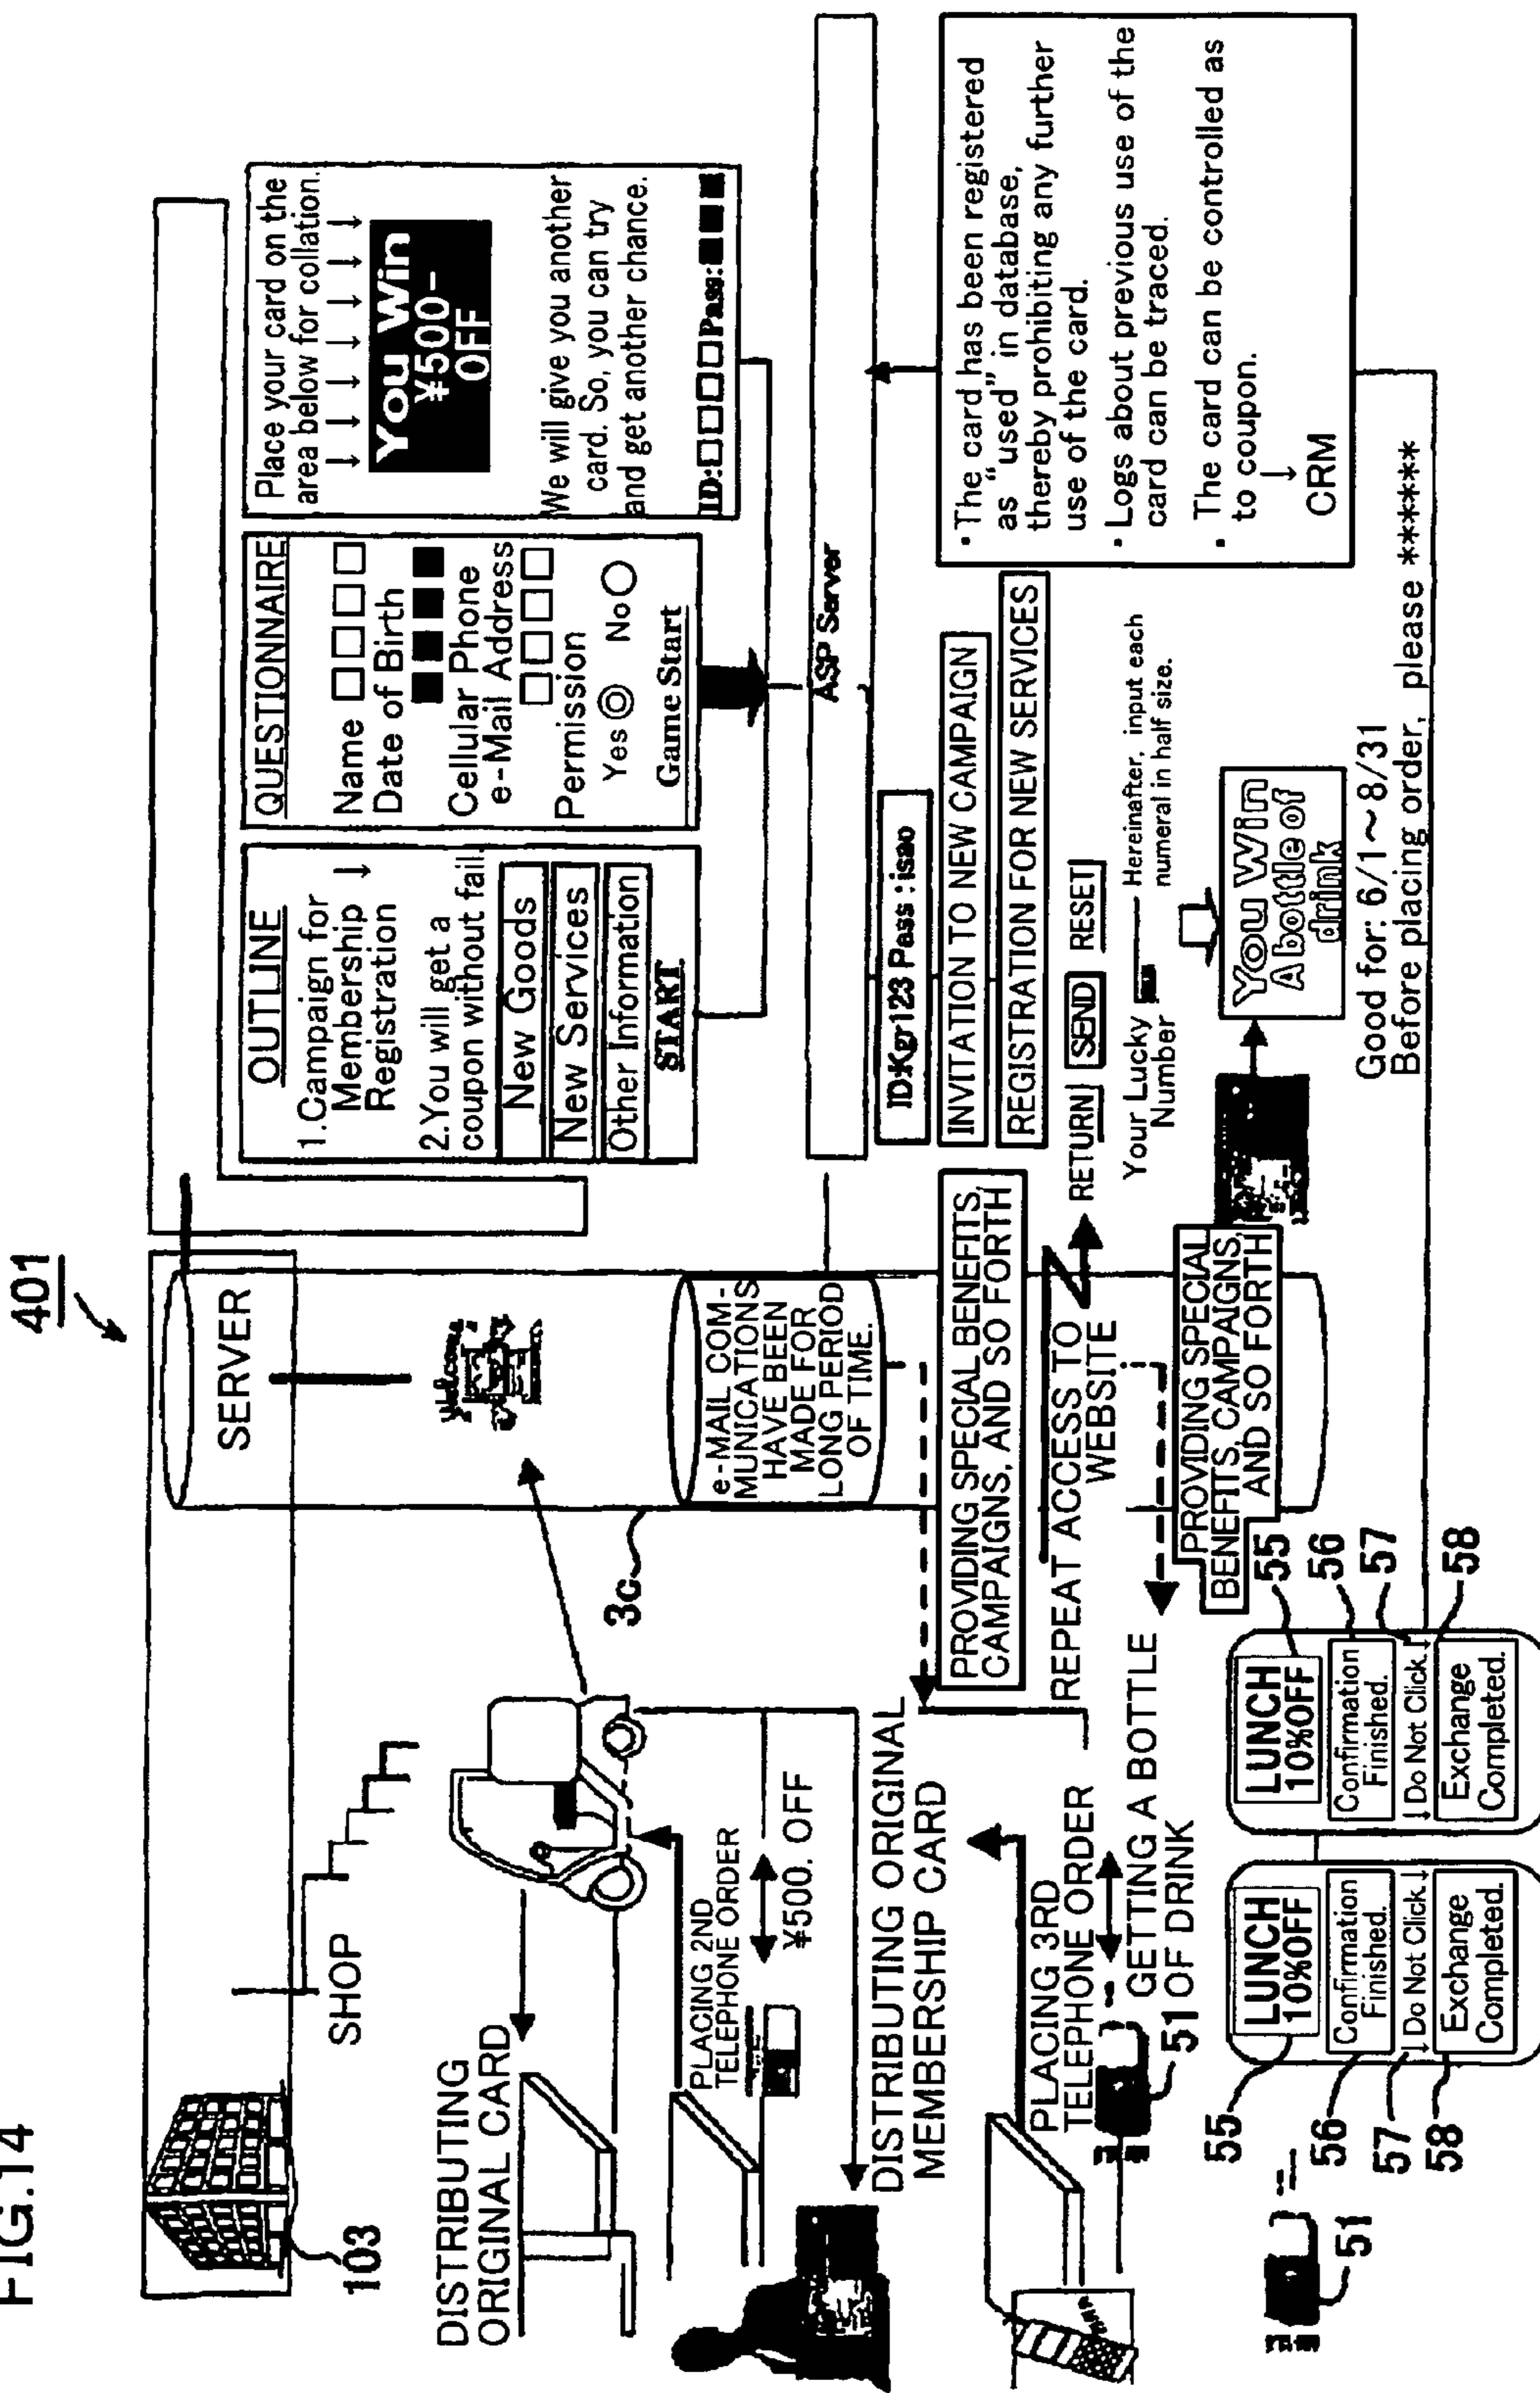 FIG.14
401
103
SHOP
SERVER
3c
DISTRIBUTING
ORIGINAL CARD
PLACING 2ND
TELEPHONE ORDER
¥500. OFF
DISTRIBUTING ORIGINAL
MEMBERSHIP CARD
PLACING 3RD
TELEPHONE ORDER
GETTING A BOTTLE
OF DRINK
51
51
Welcome
e-MAIL COM-
MUNICATIONS
HAVE BEEN
MADE FOR
LONG PERIOD
OF TIME.
PROVIDING SPECIAL BENEFITS,
CAMPAIGNS, AND SO FORTH
REPEAT ACCESS TO
WEBSITE
PROVIDING SPECIAL
BENEFITS, CAMPAIGNS,
AND SO FORTH
OUTLINE
1.Campaign for
Membership ↓
Registration
2.You will get a
coupon without fail.
New Goods
New Services
Other Information
START
QUESTIONNAIRE
Name □□□□
Date of Birth
■■■■
Cellular Phone
e-Mail Address
□□□□
Permission
Yes◎ No○
Game Start
Place your card on the
area below for collation.
↓ ↓ ↓ ↓ ↓ ↓ ↓
You Win
¥500-
OFF
We will give you another
card. So, you can try
and get another chance.
ID:□□□□Pass:■■■■
ASP Server
ID:Kgr123 Pass :isao
INVITATION TO NEW CAMPAIGN
REGISTRATION FOR NEW SERVICES
RETURN SEND RESET
Your Lucky
Number
Hereinafter, input each
numeral in half size.
You Win
A bottle of
drink
Good for: 6/1~8/31
Before placing order, please ******
・The card has been registered
as "used" in database,
thereby prohibiting any further
use of the card.
・Logs about previous use of the
card can be traced.
・The card can be controlled as
to coupon.
↓
CRM
55
56
57
58
LUNCH
10%OFF
Confirmation
Finished.
↓Do Not Click.↓
Exchange
Completed.
LUNCH
10%OFF
Confirmation
Finished.
↓Do Not Click.↓
Exchange
Completed.
55
56
57
58